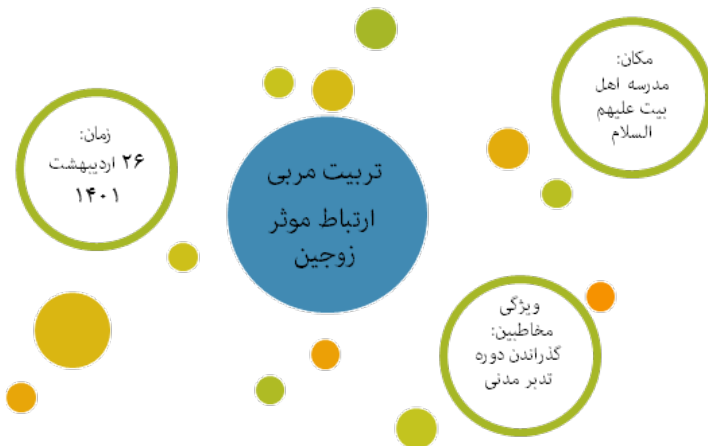 مکان:
مدرسه اهل
بیت علیهم
السلام
زمان:
۲۶ اردیبهشت
۱۴۰۱
تربیت مربی
ارتباط موثر
زوجین
ویژگی
مخاطبین:
گذراندن دوره
تدبر مدنی